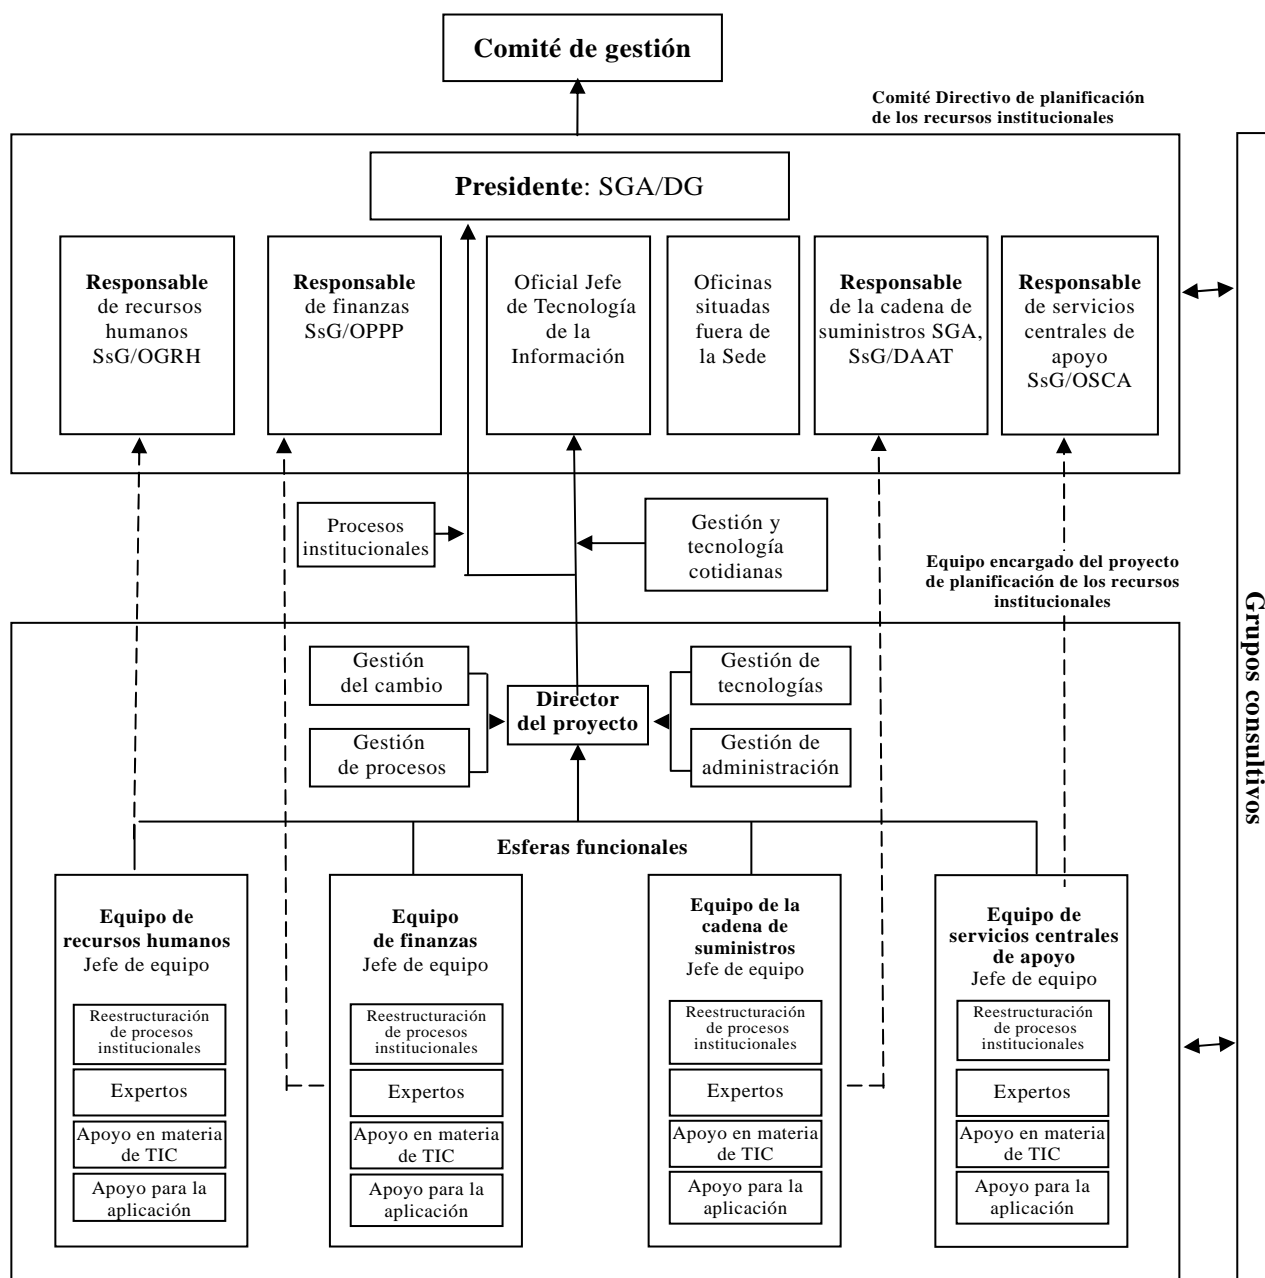 Comité de gestión
Comité Directivo de planificación
de los recursos institucionales
Presidente: SGA/DG
Responsable
de recursos
humanos
SsG/OGRH
Responsable
de finanzas
SsG/OPPP
Oficial Jefe
de Tecnología
de la
Información
Oficinas
situadas
fuera de
la Sede
Responsable
de la cadena de
suministros SGA,
SsG/DAAT
Responsable
de servicios
centrales de
apoyo
SsG/OSCA
Procesos
institucionales
Gestión y
tecnología
cotidianas
Equipo encargado del proyecto
de planificación de los recursos
institucionales
Grupos consultivos
Gestión
del cambio
Gestión de
tecnologías
Director
del proyecto
Gestión
de procesos
Gestión de
administración
Esferas funcionales
Equipo de
recursos humanos
Jefe de equipo
Reestructuración
de procesos
institucionales
Expertos
Apoyo en materia
de TIC
Apoyo para la
aplicación
Equipo
de finanzas
Jefe de equipo
Reestructuración
de procesos
institucionales
Expertos
Apoyo en materia
de TIC
Apoyo para la
aplicación
Equipo de la
cadena de
suministros
Jefe de equipo
Reestructuración
de procesos
institucionales
Expertos
Apoyo en materia
de TIC
Apoyo para la
aplicación
Equipo de
servicios centrales
de apoyo
Jefe de equipo
Reestructuración
de procesos
institucionales
Expertos
Apoyo en materia
de TIC
Apoyo para la
aplicación